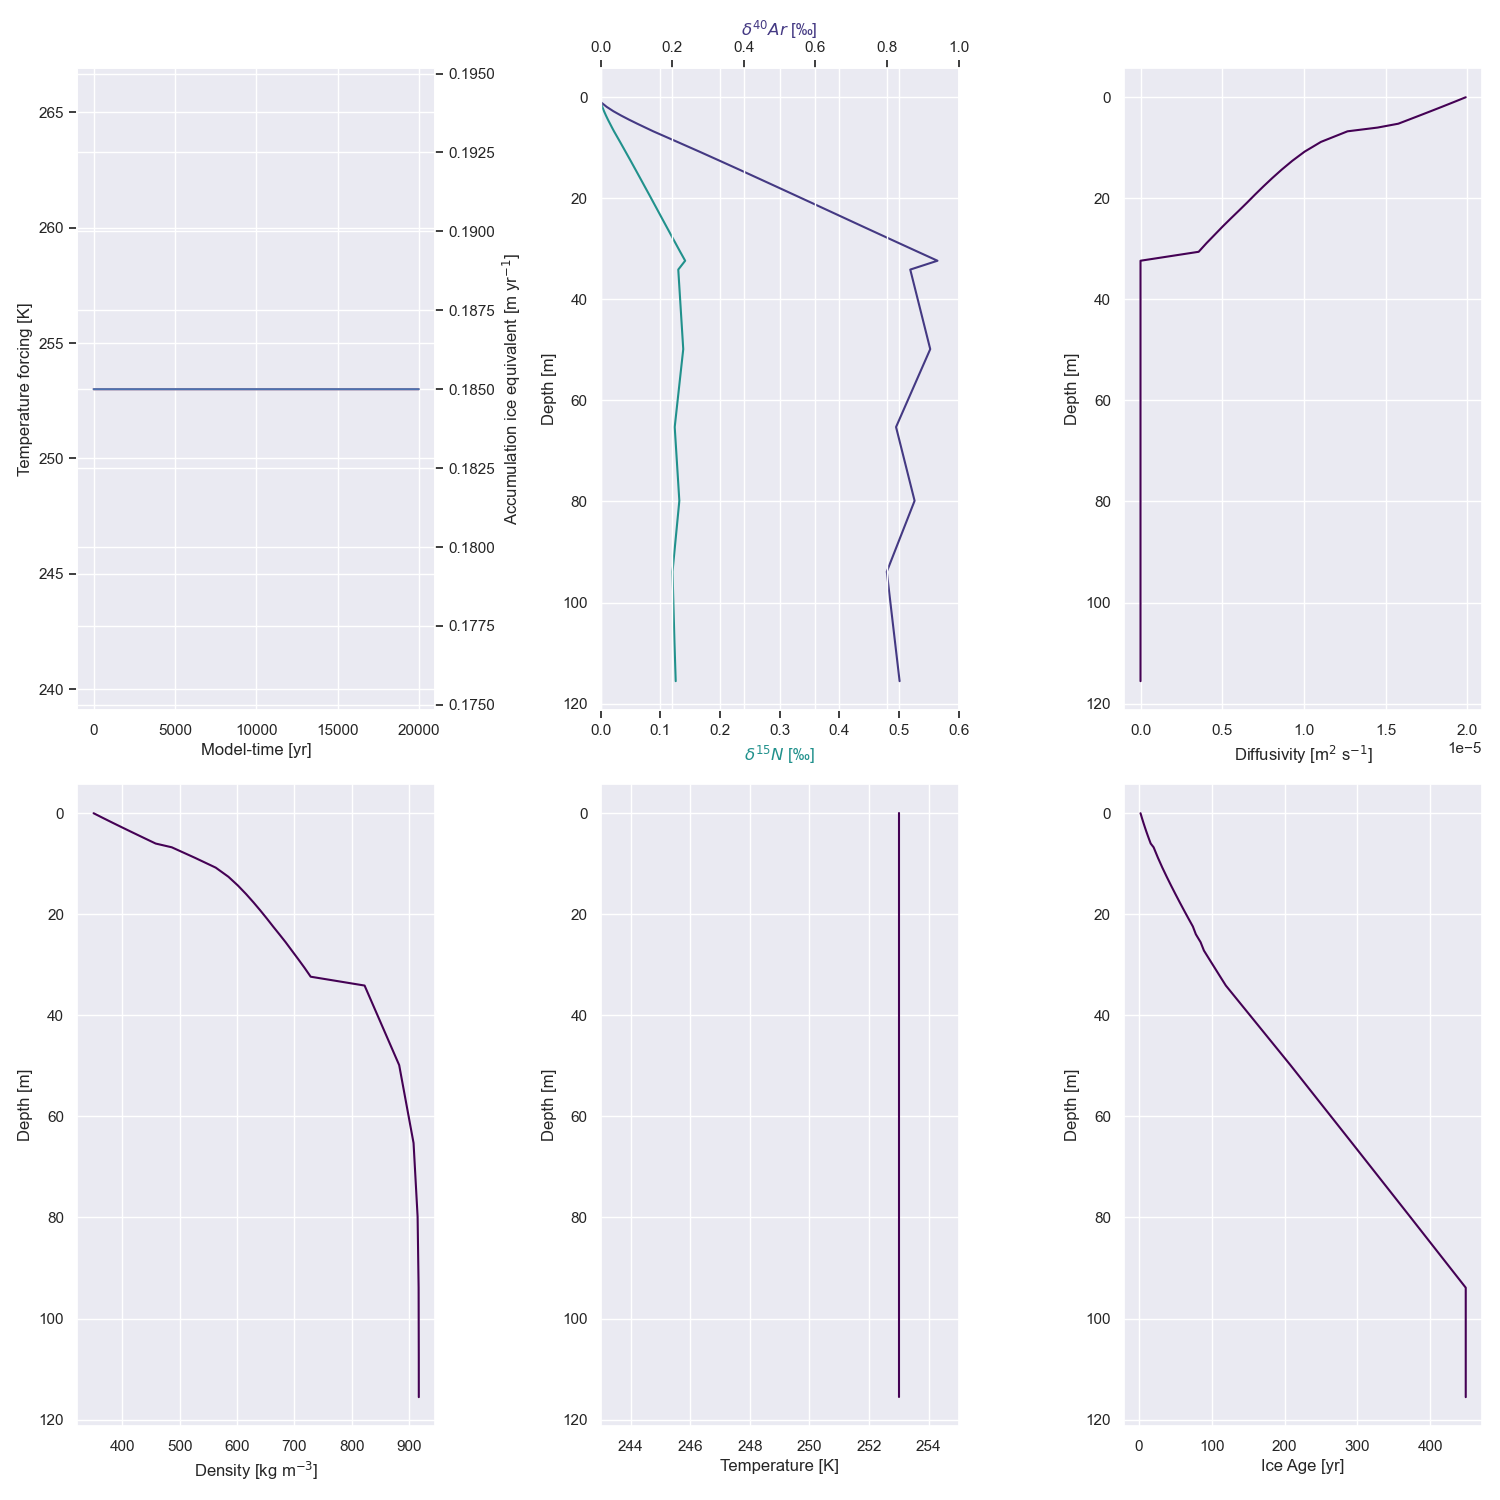 Temperature forcing [K]
265
260
255
250
245
240
0 5000 10000 15000 20000
Model-time [yr]
0.1950
0.1925
0.1900
0.1875
0.1850
0.1825
0.1800
0.1775
0.1750
Accumulation ice equivalent [m yr⁻¹]
δ⁴⁰Ar [‰]
0.0 0.2 0.4 0.6 0.8 1.0
Depth [m]
0
20
40
60
80
100
120
0.0 0.1 0.2 0.3 0.4 0.5 0.6
δ¹⁵N [‰]
Depth [m]
0
20
40
60
80
100
120
0.0 0.5 1.0 1.5 2.0
1e−5
Diffusivity [m² s⁻¹]
Depth [m]
0
20
40
60
80
100
120
400 500 600 700 800 900
Density [kg m⁻³]
Depth [m]
0
20
40
60
80
100
120
244 246 248 250 252 254
Temperature [K]
Depth [m]
0
20
40
60
80
100
120
0 100 200 300 400
Ice Age [yr]